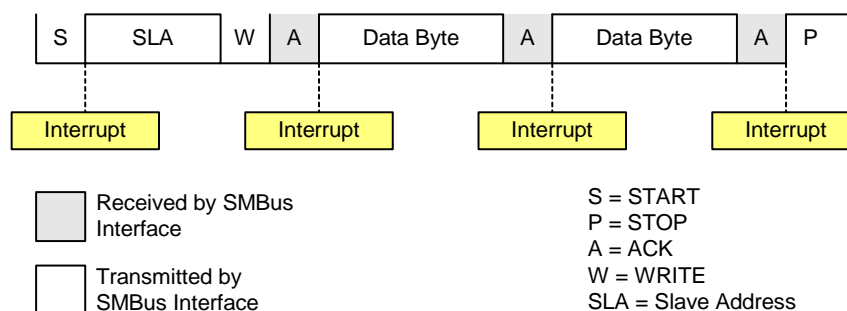 S SLA W A Data Byte A Data Byte A P
Interrupt Interrupt Interrupt Interrupt
Received by SMBus
Interface
Transmitted by
SMBus Interface
S = START
P = STOP
A = ACK
W = WRITE
SLA = Slave Address